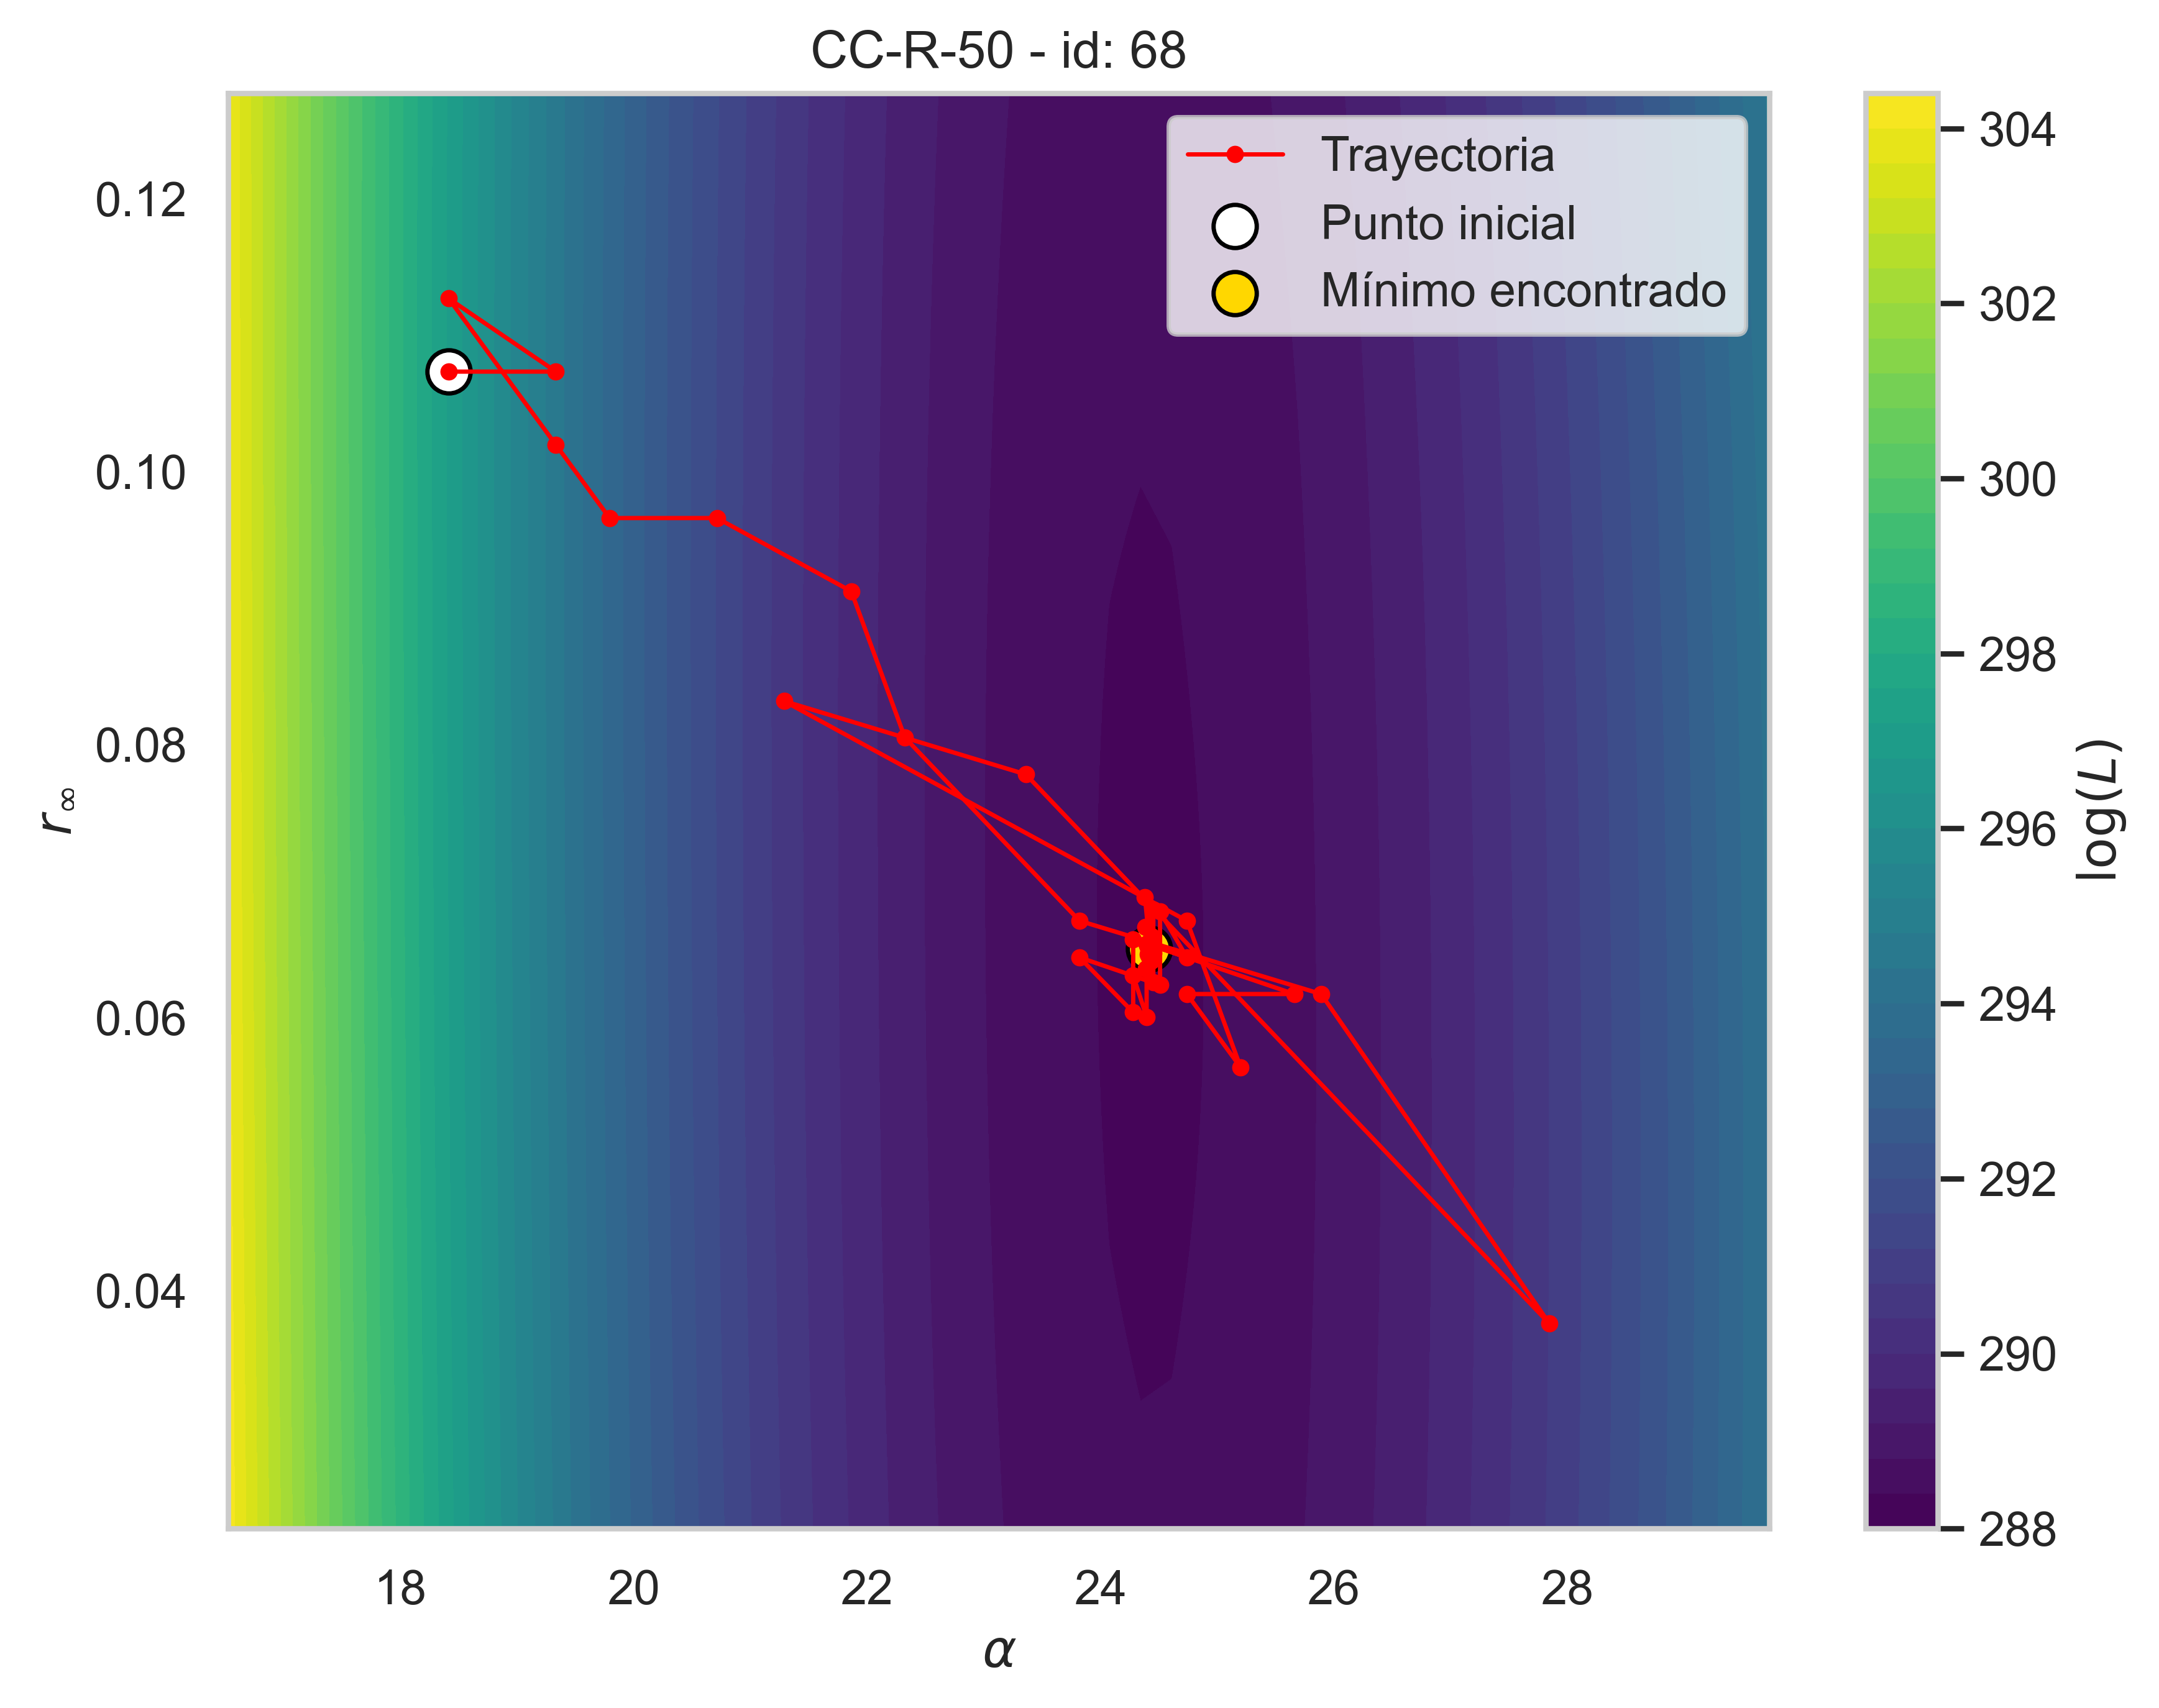 CC-R-50 - id: 68
Trayectoria
Punto inicial
Mínimo encontrado
0.12
0.10
0.08
0.06
0.04
r∞
18 20 22 24 26 28
α
304
302
300
298
296
294
292
290
288
log(L)